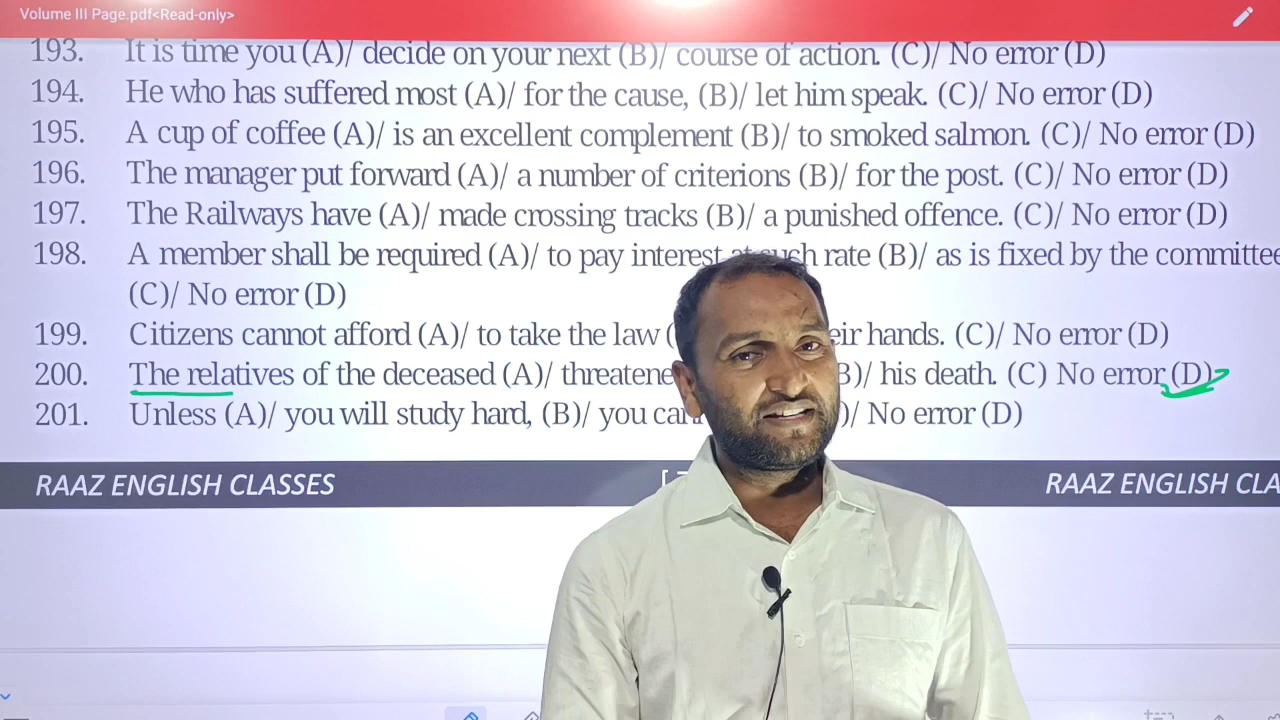 Volume III Page.pdf<Read-only>
193. It is time you (A)/ decide on your next (B)/ course of action. (C)/ No error (D)
194. He who has suffered most (A)/ for the cause, (B)/ let him speak. (C)/ No error (D)
195. A cup of coffee (A)/ is an excellent complement (B)/ to smoked salmon. (C)/ No error (D)
196. The manager put forward (A)/ a number of criterions (B)/ for the post. (C)/ No error (D)
197. The Railways have (A)/ made crossing tracks (B)/ a punished offence. (C)/ No error (D)
198. A member shall be required (A)/ to pay interest at such rate (B)/ as is fixed by the committee
(C)/ No error (D)
199. Citizens cannot afford (A)/ to take the law hands. (C)/ No error (D)
200. The relatives of the deceased (A)/ his death. (C) No error (D)
201. Unless (A)/ you will study hard, (B)/ you No error (D)
RAAZ ENGLISH CLASSES RAAZ ENGLISH